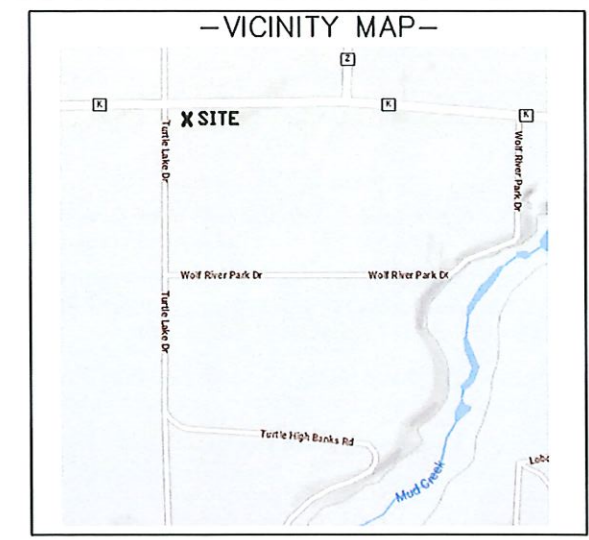 -VICINITY MAP-
Z
K
K
K
X SITE
Turtle Lake Dr
Wolf River Park Dr
Wolf River Park Dr
Wolf River Park Dr
Turtle Lake Dr
Turtle High Banks Rd
Mud Creek